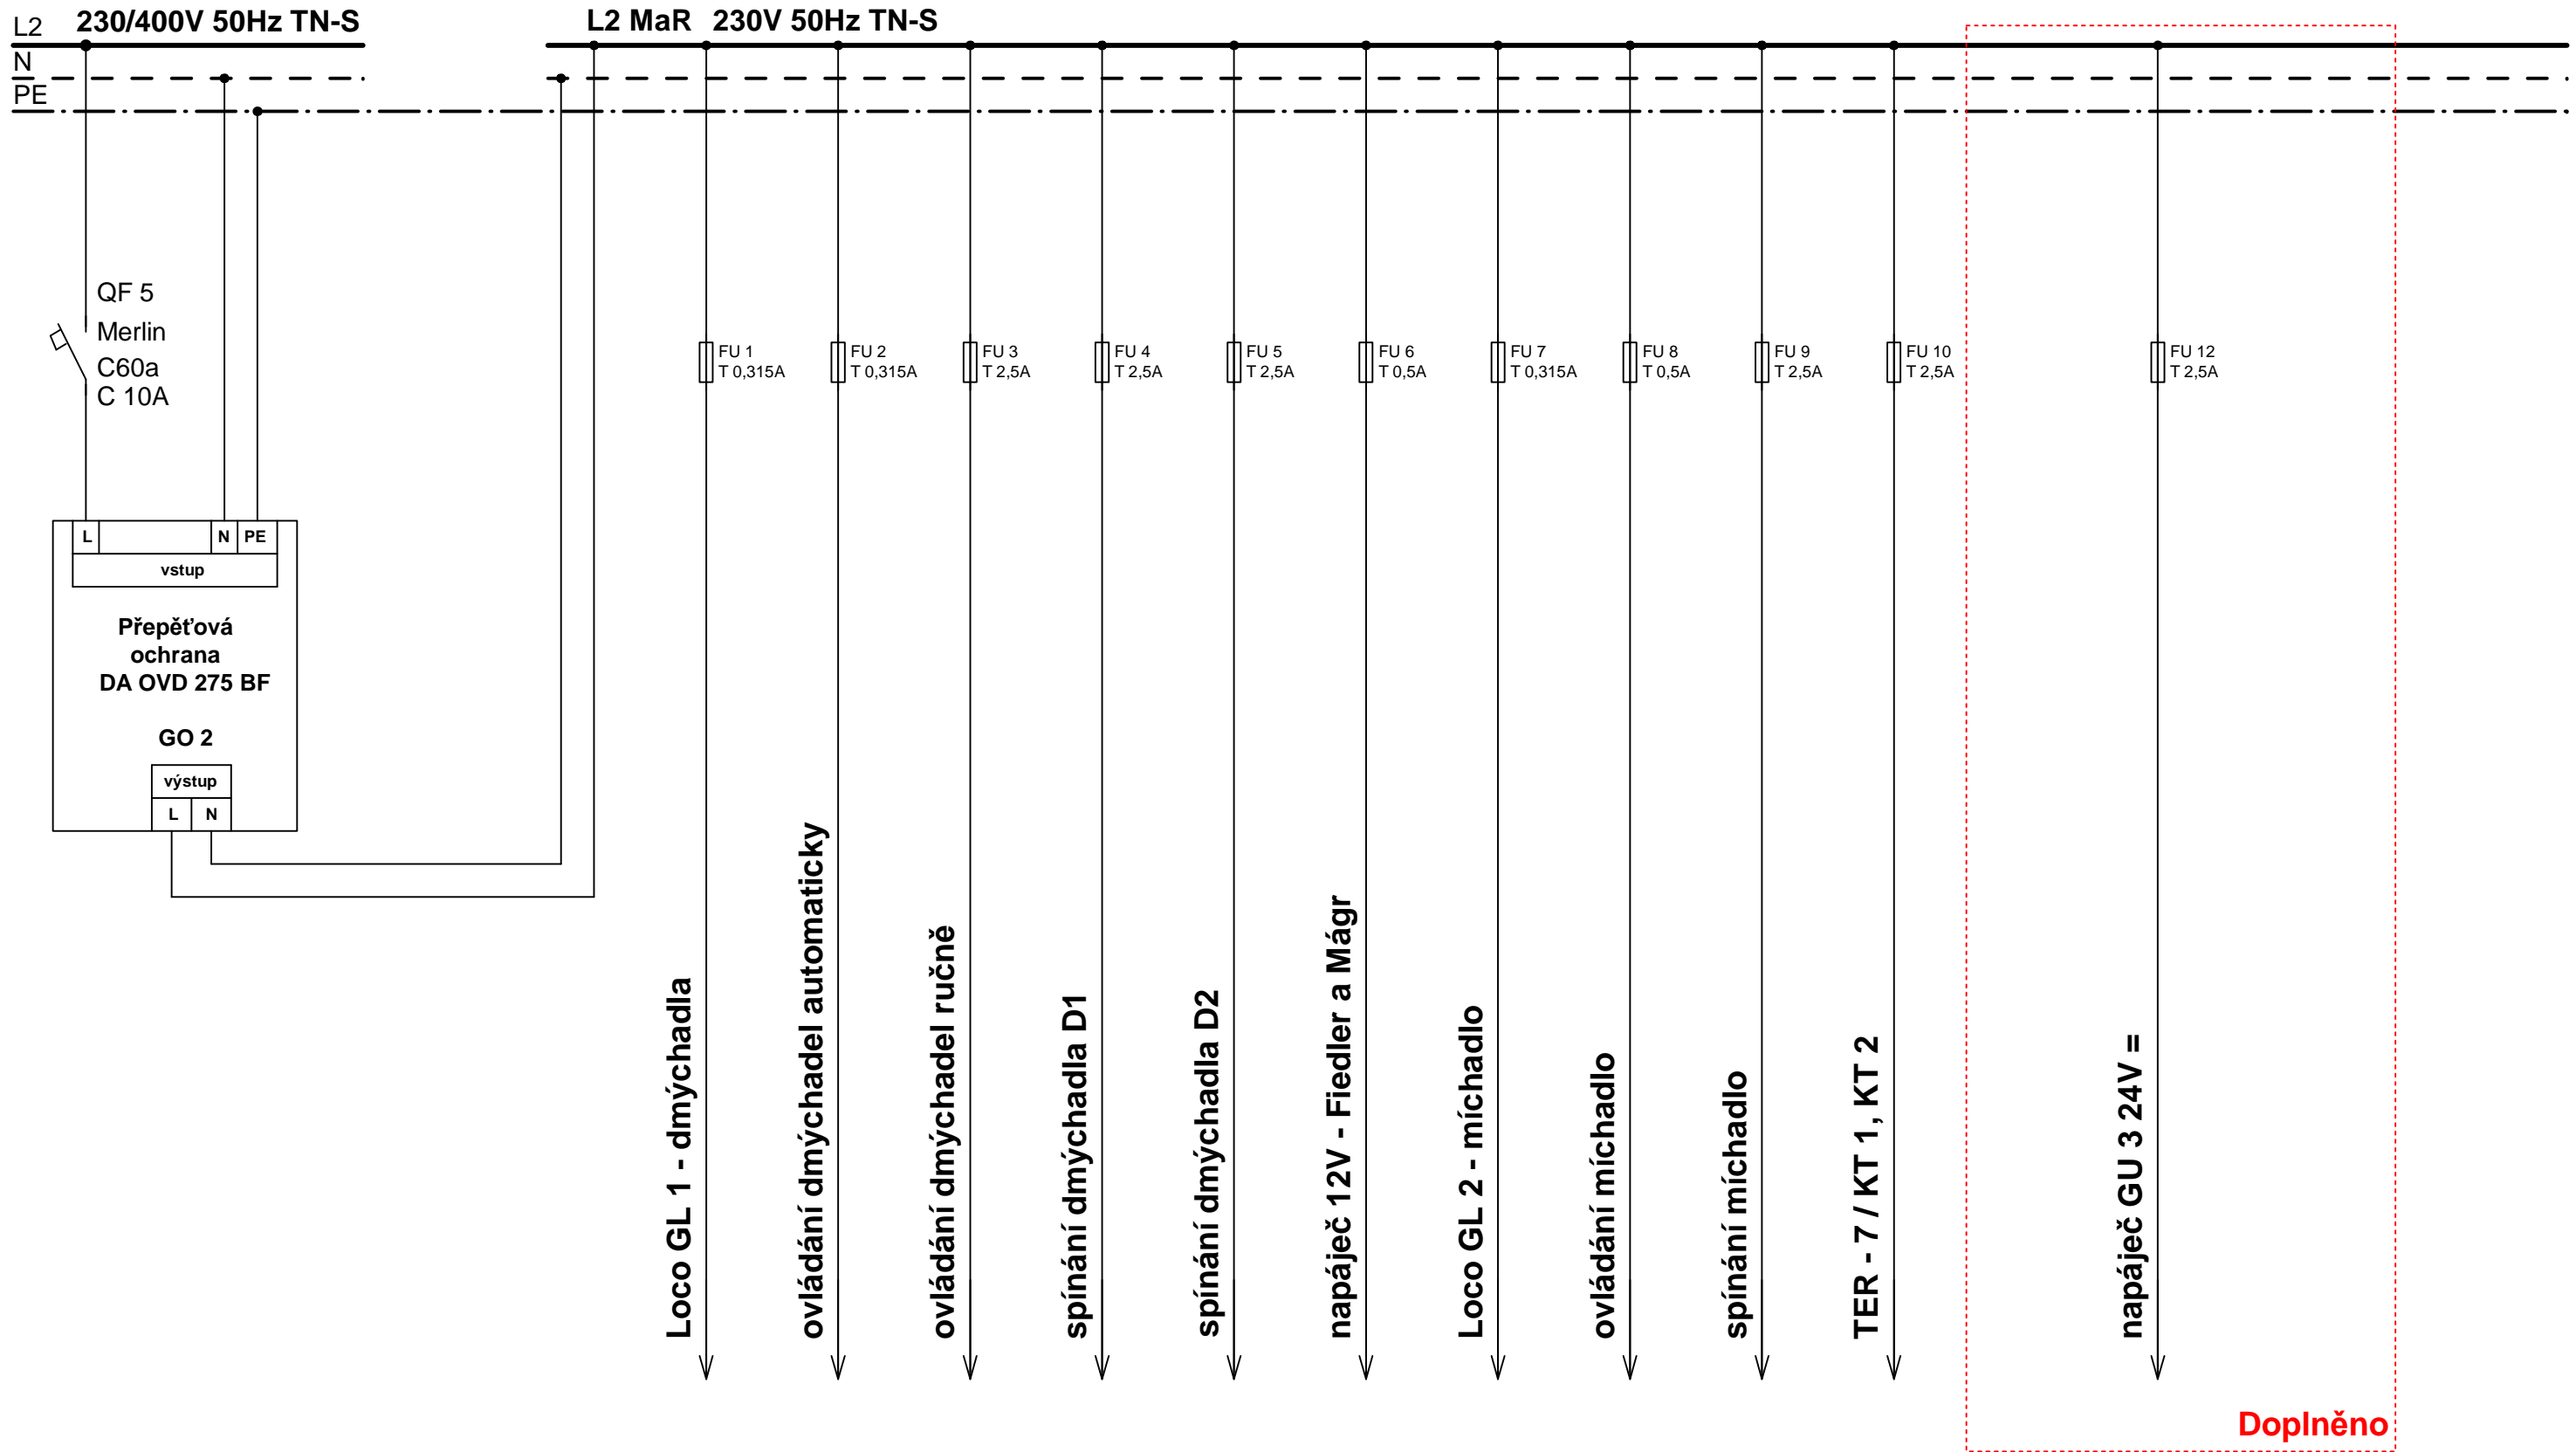 L2
230/400V 50Hz TN-S
L2 MaR 230V 50Hz TN-S
N
PE
QF 5
Merlin
C60a
C 10A
FU 1
T 0,315A
FU 2
T 0,315A
FU 3
T 2,5A
FU 4
T 2,5A
FU 5
T 2,5A
FU 6
T 0,5A
FU 7
T 0,315A
FU 8
T 0,5A
FU 9
T 2,5A
FU 10
T 2,5A
FU 12
T 2,5A
L
N
PE
vstup
Přepěťová
ochrana
DA OVD 275 BF
GO 2
výstup
L
N
Loco GL 1 - dmýchadla
ovládání dmýchadel automaticky
ovládání dmýchadel ručně
spínání dmýchadla D1
spínání dmýchadla D2
napáječ 12V - Fiedler a Mágr
Loco GL 2 - míchadlo
ovládání míchadlo
spínání míchadlo
TER - 7 / KT 1, KT 2
napáječ GU 3 24V =
Doplněno